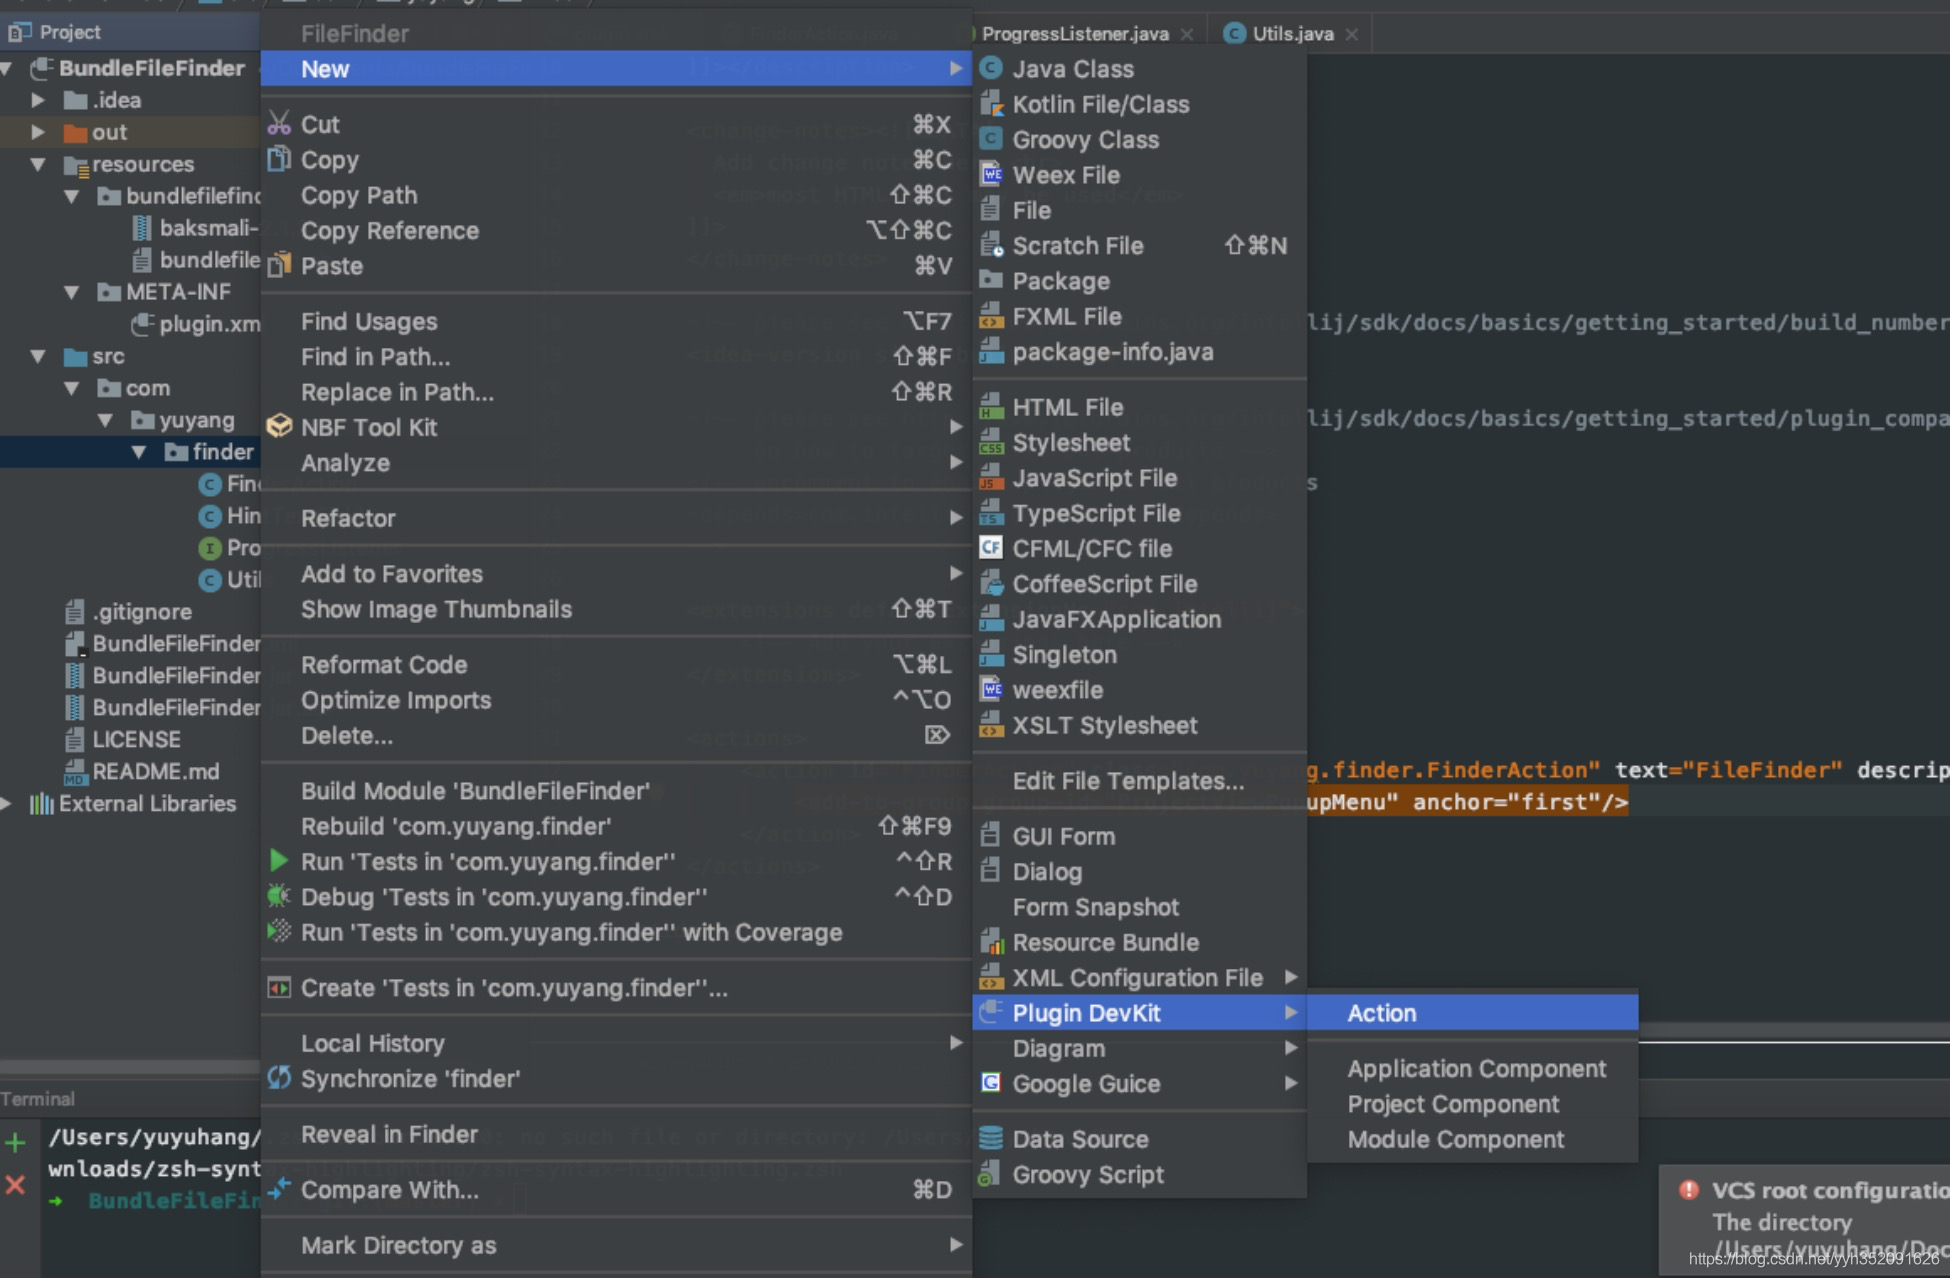 Project
BundleFileFinder
.idea
out
resources
bundlefilefind
baksmali-
bundlefile
META-INF
plugin.xm
src
com
yuyang
finder
Fin
Hin
Pro
Util
.gitignore
BundleFileFinder
BundleFileFinder
BundleFileFinder
LICENSE
README.md
External Libraries
FileFinder
New
Cut ⌘X
Copy ⌘C
Copy Path ⇧⌘C
Copy Reference ⌥⇧⌘C
Paste ⌘V
Find Usages ⌥F7
Find in Path... ⇧⌘F
Replace in Path... ⇧⌘R
NBF Tool Kit
Analyze
Refactor
Add to Favorites
Show Image Thumbnails ⇧⌘T
Reformat Code ⌥⌘L
Optimize Imports ^⌥O
Delete... ⌦
Build Module 'BundleFileFinder'
Rebuild 'com.yuyang.finder' ⇧⌘F9
Run 'Tests in 'com.yuyang.finder'' ^⇧R
Debug 'Tests in 'com.yuyang.finder'' ^⇧D
Run 'Tests in 'com.yuyang.finder'' with Coverage
Create 'Tests in 'com.yuyang.finder''...
Local History
Synchronize 'finder'
Reveal in Finder
Compare With... ⌘D
Mark Directory as
ProgressListener.java
Utils.java
Java Class
Kotlin File/Class
Groovy Class
Weex File
File
Scratch File ⇧⌘N
Package
FXML File
package-info.java
HTML File
Stylesheet
JavaScript File
TypeScript File
CFML/CFC file
CoffeeScript File
JavaFXApplication
Singleton
weexfile
XSLT Stylesheet
Edit File Templates...
GUI Form
Dialog
Form Snapshot
Resource Bundle
XML Configuration File
Plugin DevKit
Diagram
Google Guice
Data Source
Groovy Script
Action
Application Component
Project Component
Module Component
lij/sdk/docs/basics/getting_started/build_number
lij/sdk/docs/basics/getting_started/plugin_compa
s
g.finder.FinderAction" text="FileFinder" descrip
upMenu" anchor="first"/>
Terminal
/Users/yuyuhang/
wnloads/zsh-synt
BundleFileFin
VCS root configuratio
The directory
/Users/yuyuhang/Doc
https://blog.csdn.net/yyh352091626